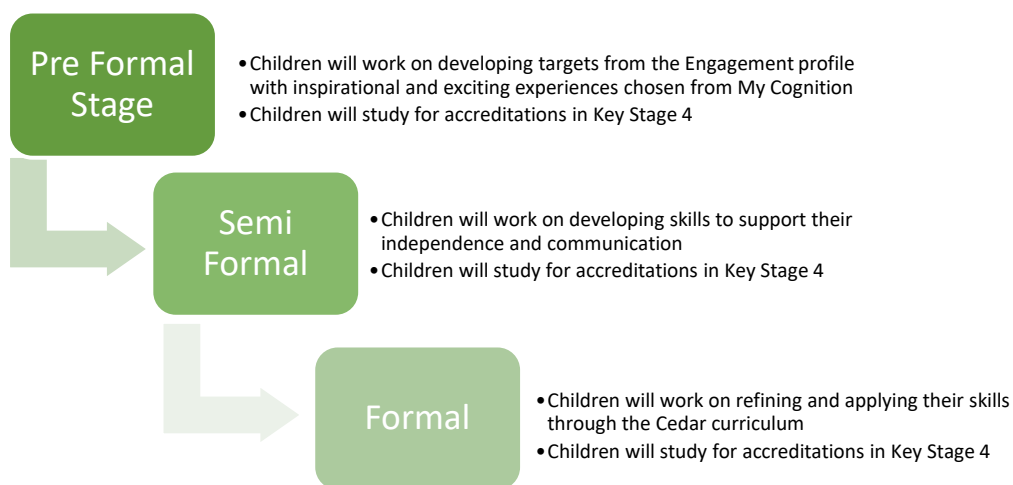 Pre Formal
Stage
•Children will work on developing targets from the Engagement profile
with inspirational and exciting experiences chosen from My Cognition
•Children will study for accreditations in Key Stage 4
Semi
Formal
•Children will work on developing skills to support their
independence and communication
•Children will study for accreditations in Key Stage 4
Formal
•Children will work on refining and applying their skills
through the Cedar curriculum
•Children will study for accreditations in Key Stage 4